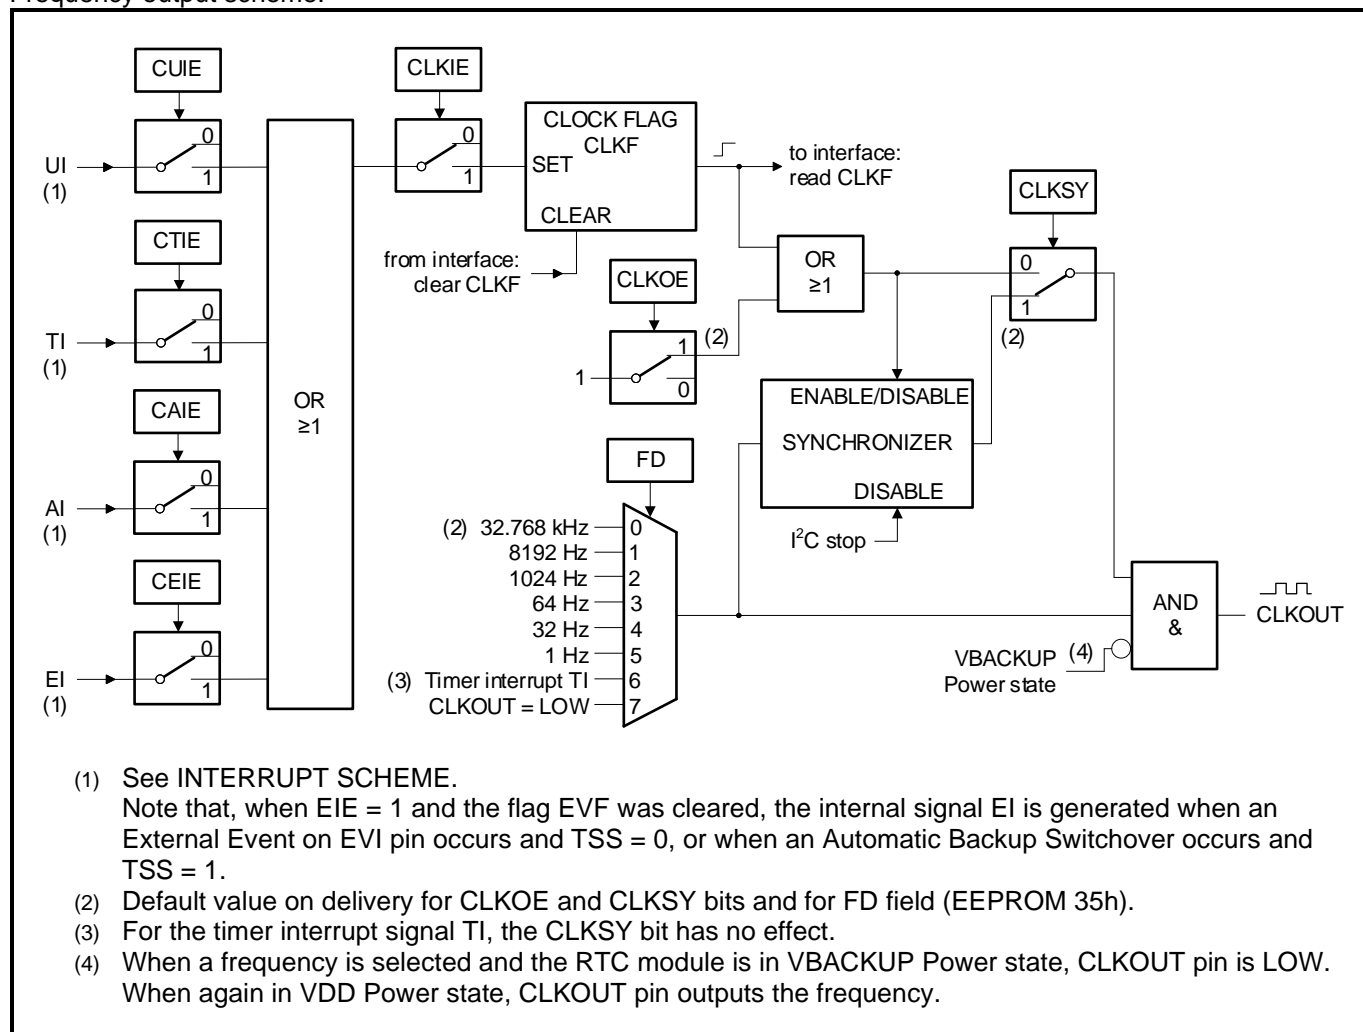 Frequency output scheme:
CUIE
CLKIE
0
1
UI
(1)
0
1
CLOCK FLAG
CLKF
SET
CLEAR
to interface:
read CLKF
CLKSY
0
1
(2)
from interface:
clear CLKF
CTIE
0
1
TI
(1)
OR
≥1
CLKOE
1
1
0
(2)
OR
≥1
ENABLE/DISABLE
SYNCHRONIZER
DISABLE
I²C stop
CAIE
0
1
AI
(1)
FD
(2) 32.768 kHz 0
8192 Hz 1
1024 Hz 2
64 Hz 3
32 Hz 4
1 Hz 5
(3) Timer interrupt TI 6
CLKOUT = LOW 7
CEIE
0
1
EI
(1)
AND
&
CLKOUT
VBACKUP (4)
Power state
(1) See INTERRUPT SCHEME.
Note that, when EIE = 1 and the flag EVF was cleared, the internal signal EI is generated when an
External Event on EVI pin occurs and TSS = 0, or when an Automatic Backup Switchover occurs and
TSS = 1.
(2) Default value on delivery for CLKOE and CLKSY bits and for FD field (EEPROM 35h).
(3) For the timer interrupt signal TI, the CLKSY bit has no effect.
(4) When a frequency is selected and the RTC module is in VBACKUP Power state, CLKOUT pin is LOW.
When again in VDD Power state, CLKOUT pin outputs the frequency.